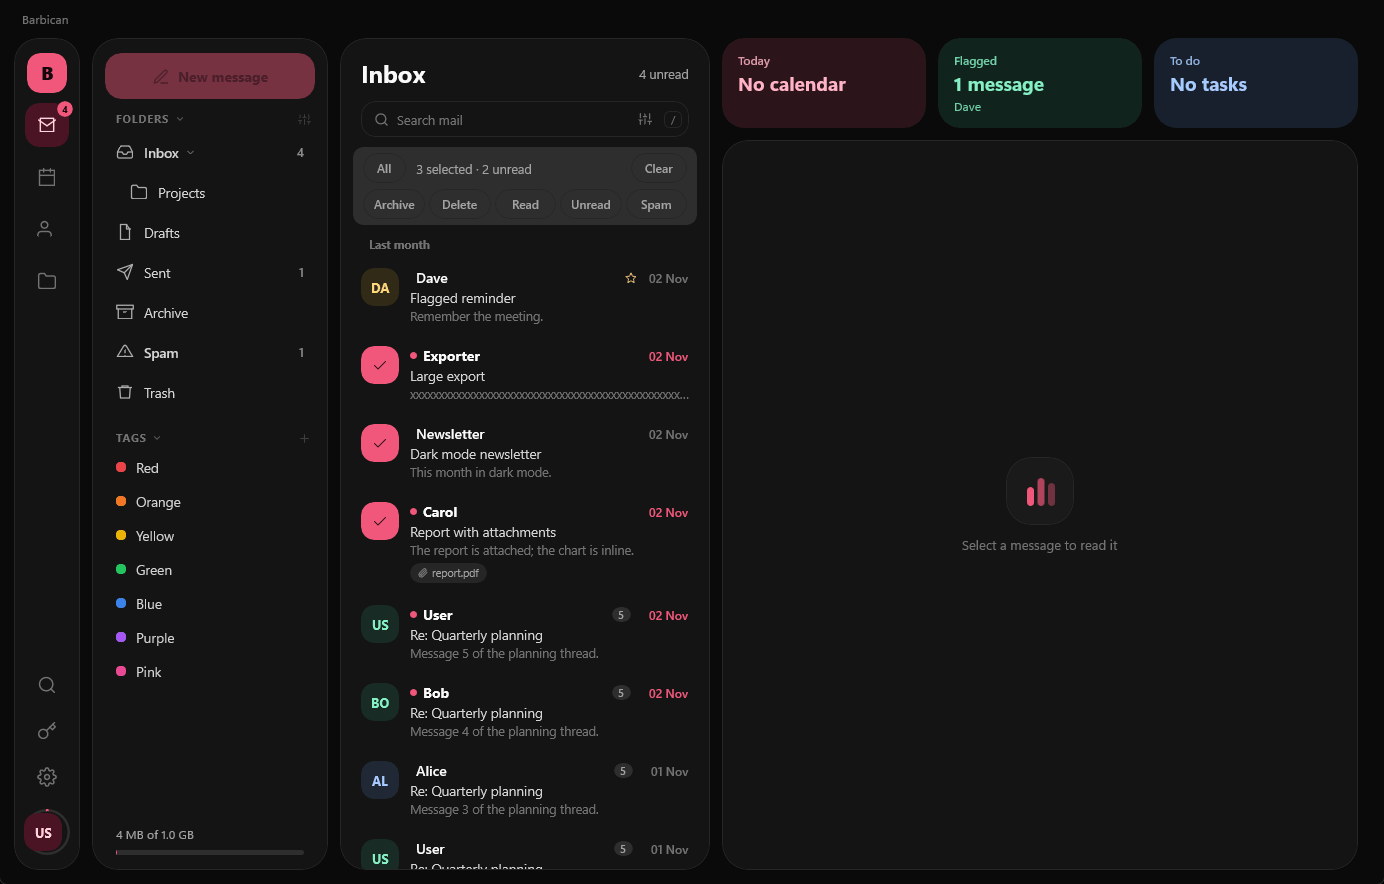 Barbican
B
4
New message
FOLDERS
Inbox 4
Projects
Drafts
Sent 1
Archive
Spam 1
Trash
TAGS
Red
Orange
Yellow
Green
Blue
Purple
Pink
4 MB of 1.0 GB
US
Inbox 4 unread
Search mail /
All 3 selected · 2 unread Clear
Archive Delete Read Unread Spam
Last month
DA Dave 02 Nov
Flagged reminder
Remember the meeting.
Exporter 02 Nov
Large export
Newsletter 02 Nov
Dark mode newsletter
This month in dark mode.
Carol 02 Nov
Report with attachments
The report is attached; the chart is inline.
report.pdf
US User 5 02 Nov
Re: Quarterly planning
Message 5 of the planning thread.
BO Bob 5 02 Nov
Re: Quarterly planning
Message 4 of the planning thread.
AL Alice 5 01 Nov
Re: Quarterly planning
Message 3 of the planning thread.
US User 5 01 Nov
Re: Quarterly planning
Today
No calendar
Flagged
1 message
Dave
To do
No tasks
Select a message to read it